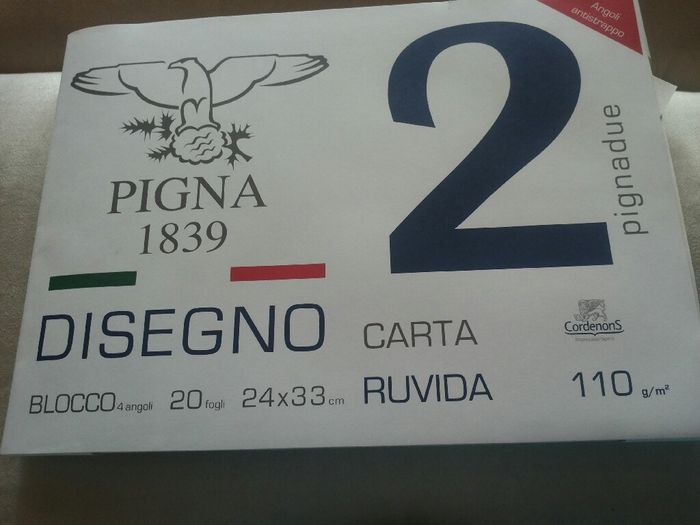 Angoli
antistrappo
2
pignadue
PIGNA
1839
DISEGNO
CARTA
RUVIDA
CordenonS
BLOCCO 4 angoli 20 fogli 24x33 cm
110 g/m²